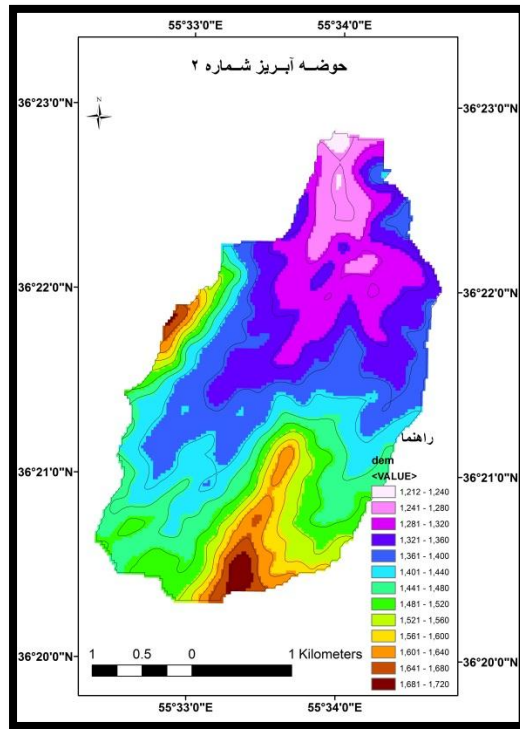 55°33'0"E 55°34'0"E
حوضه آبریز شماره ۲
36°23'0"N 36°23'0"N
N
36°22'0"N 36°22'0"N
راهنما
36°21'0"N 36°21'0"N
dem
<VALUE>
1,212 - 1,240
1,241 - 1,280
1,281 - 1,320
1,321 - 1,360
1,361 - 1,400
1,401 - 1,440
1,441 - 1,480
1,481 - 1,520
1,521 - 1,560
1,561 - 1,600
1,601 - 1,640
1,641 - 1,680
1,681 - 1,720
36°20'0"N 36°20'0"N
1 0.5 0 1 Kilometers
55°33'0"E 55°34'0"E